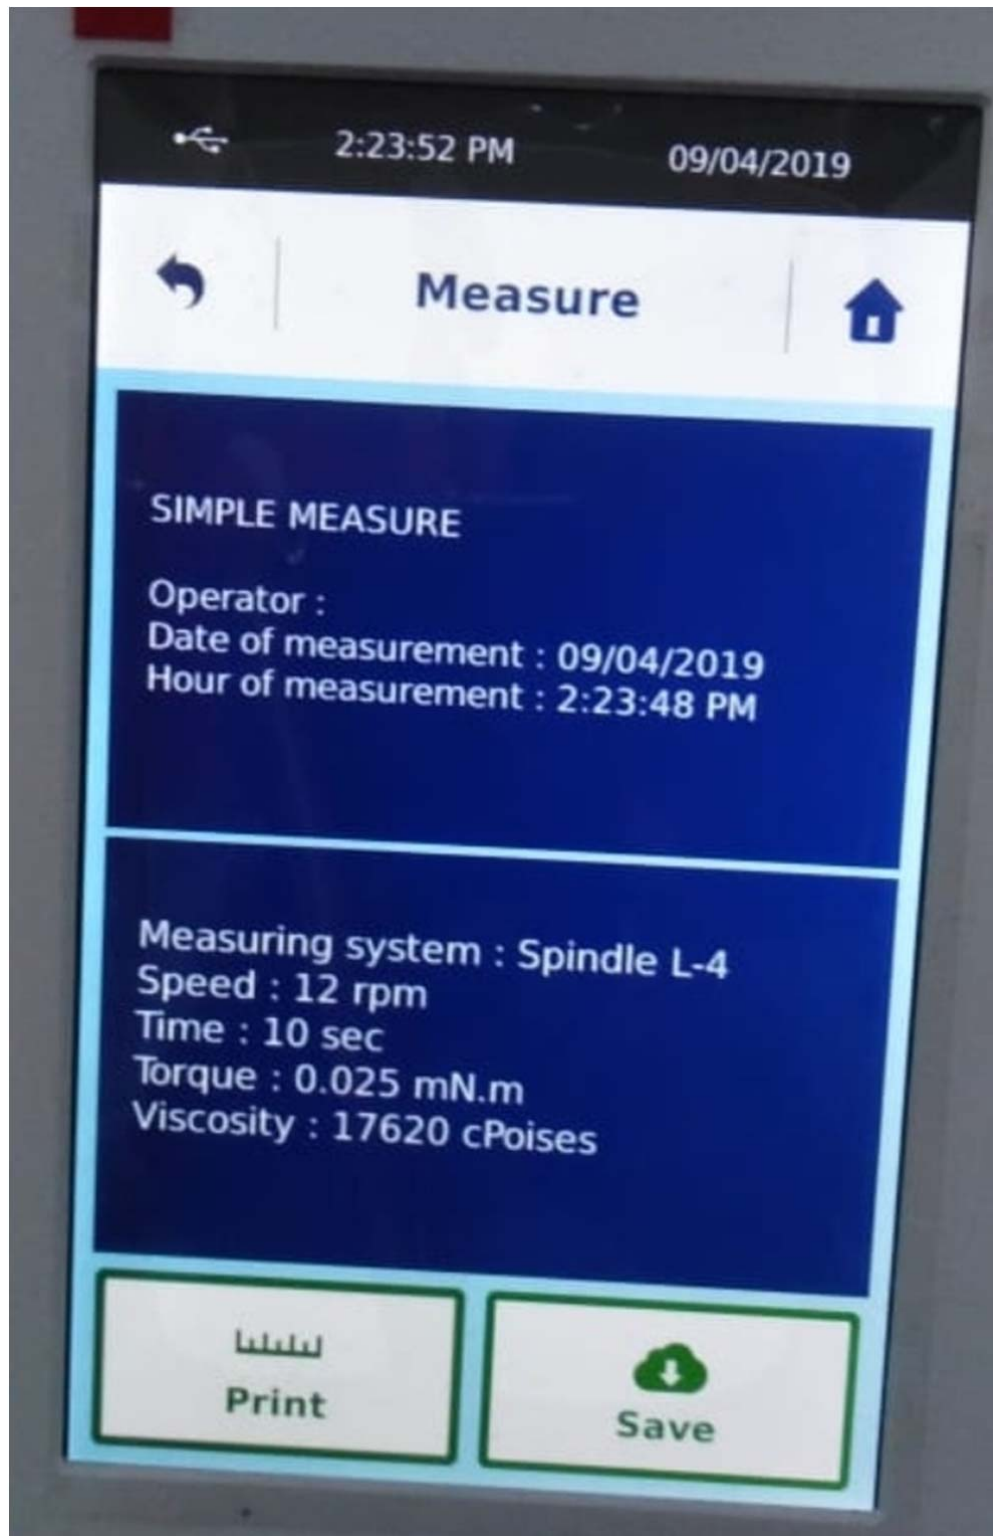 2:23:52 PM 09/04/2019
Measure
SIMPLE MEASURE
Operator :
Date of measurement : 09/04/2019
Hour of measurement : 2:23:48 PM
Measuring system : Spindle L-4
Speed : 12 rpm
Time : 10 sec
Torque : 0.025 mN.m
Viscosity : 17620 cPoises
Print
Save